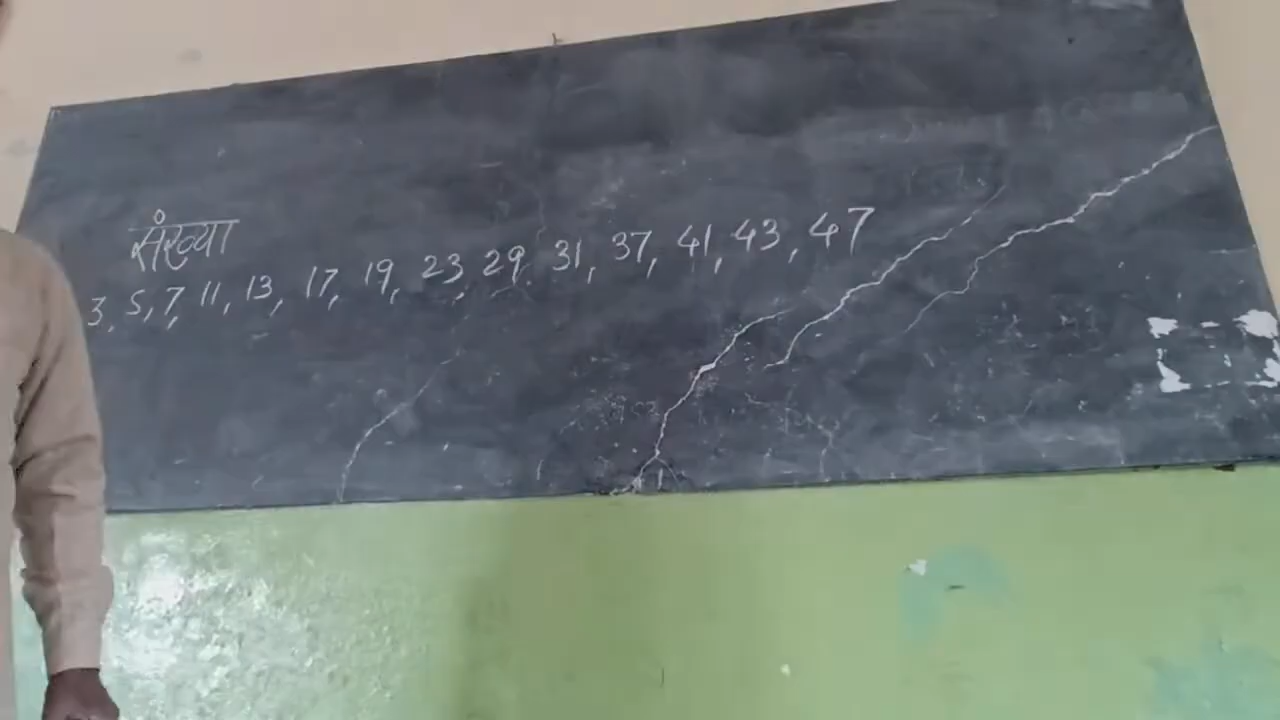 संख्या
3, 5, 7, 11, 13, 17, 19, 23, 29, 31, 37, 41, 43, 47